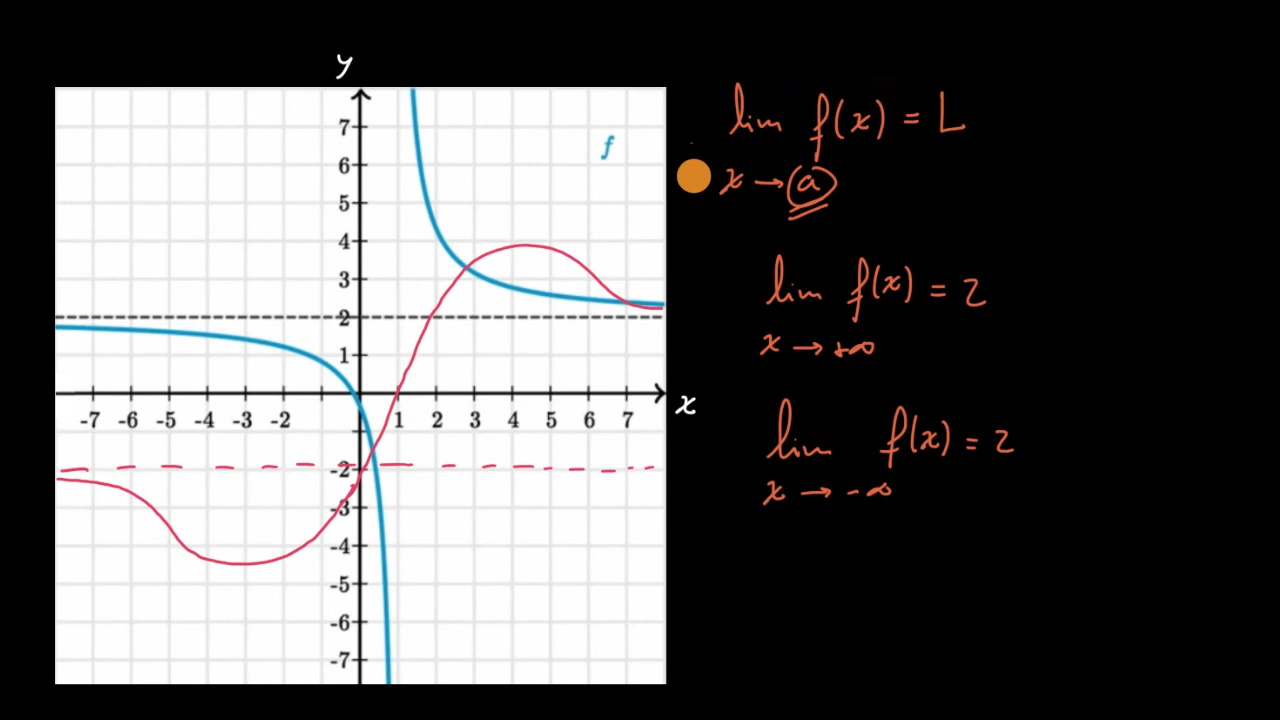 y
7
6
5
4
3
2
1
-2
-3
-4
-5
-6
-7
-7 -6 -5 -4 -3 -2 1 2 3 4 5 6 7
x
f
lim f(x) = L
x → a
lim f(x) = 2
x → +∞
lim f(x) = 2
x → -∞